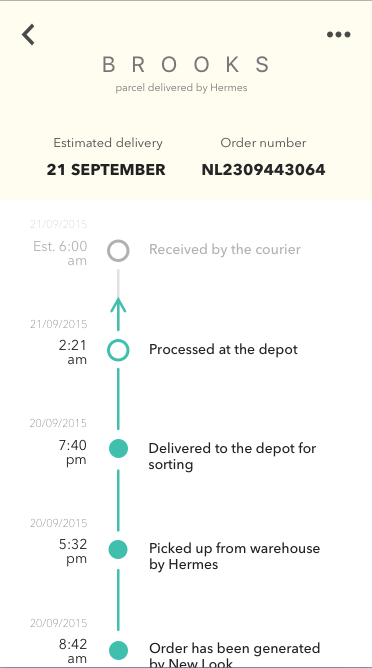 B R O O K S
parcel delivered by Hermes
Estimated delivery
Order number
21 SEPTEMBER
NL2309443064
21/09/2015
Est. 6:00
am
Received by the courier
21/09/2015
2:21
am
Processed at the depot
20/09/2015
7:40
pm
Delivered to the depot for
sorting
20/09/2015
5:32
pm
Picked up from warehouse
by Hermes
20/09/2015
8:42
am
Order has been generated
by New Look